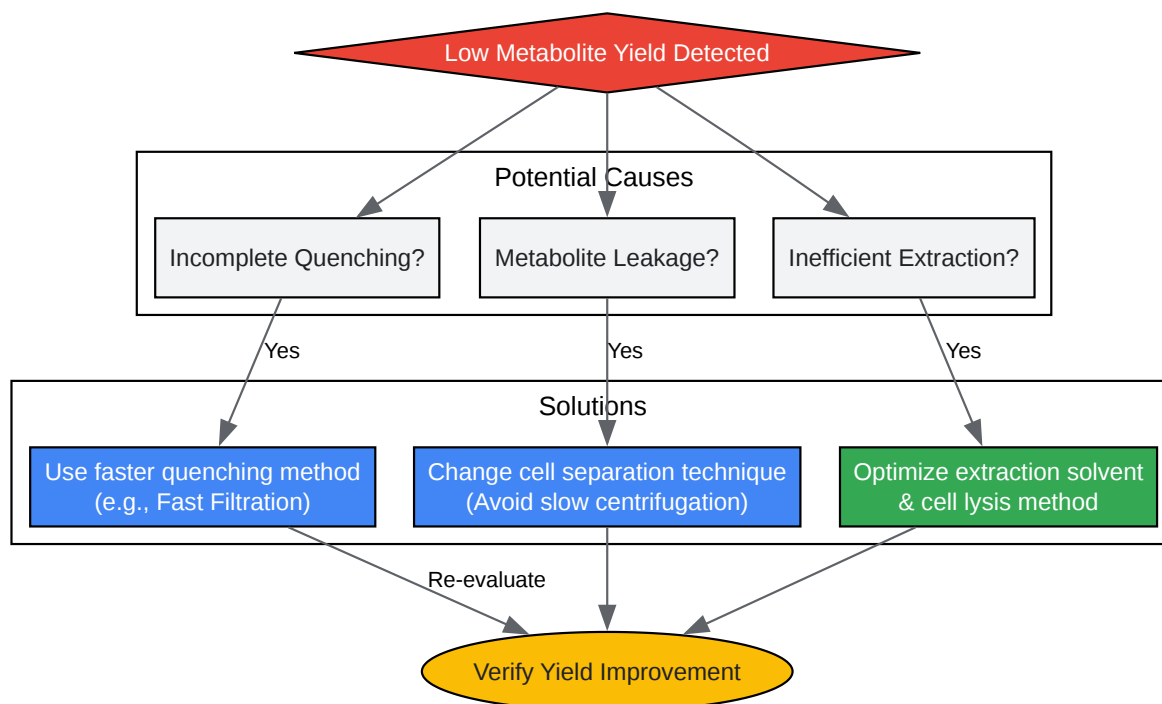 Low Metabolite Yield Detected
Potential Causes
Incomplete Quenching?
Metabolite Leakage?
Inefficient Extraction?
Yes
Yes
Yes
Solutions
Use faster quenching method
(e.g., Fast Filtration)
Change cell separation technique
(Avoid slow centrifugation)
Optimize extraction solvent
& cell lysis method
Re-evaluate
Verify Yield Improvement